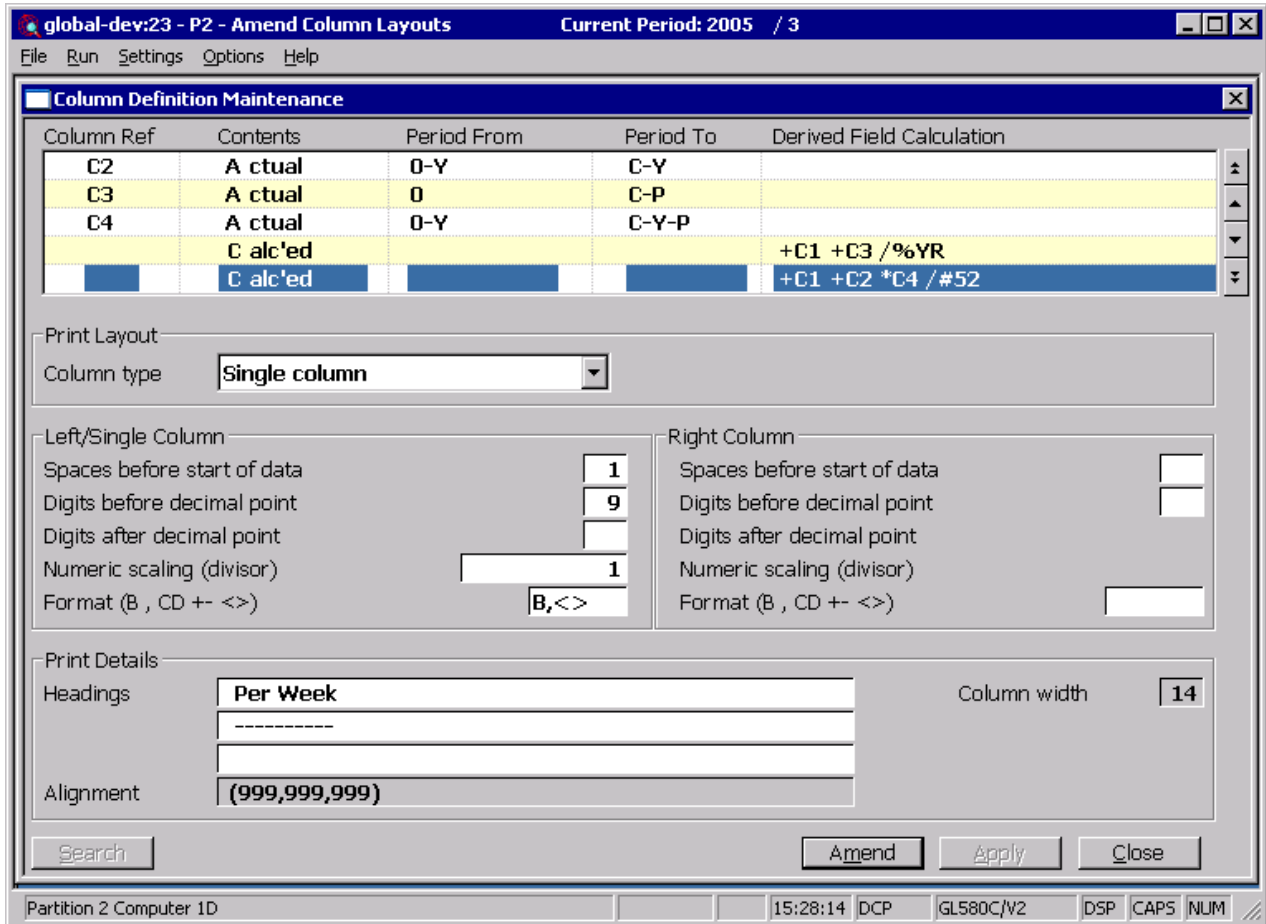 global-dev:23 - P2 - Amend Column Layouts Current Period: 2005 / 3
File Run Settings Options Help
Column Definition Maintenance
Column Ref Contents Period From Period To Derived Field Calculation
C2 A ctual O-Y C-Y
C3 A ctual O C-P
C4 A ctual O-Y C-Y-P
C alc'ed +C1 +C3 /%YR
C alc'ed +C1 +C2 *C4 /#52
Print Layout
Column type Single column
Left/Single Column Right Column
Spaces before start of data 1 Spaces before start of data
Digits before decimal point 9 Digits before decimal point
Digits after decimal point Digits after decimal point
Numeric scaling (divisor) 1 Numeric scaling (divisor)
Format (B , CD +- <>) B,<> Format (B , CD +- <>)
Print Details
Headings Per Week Column width 14
----------
Alignment (999,999,999)
Search Amend Apply Close
Partition 2 Computer 1D 15:28:14 DCP GL580C/V2 DSP CAPS NUM